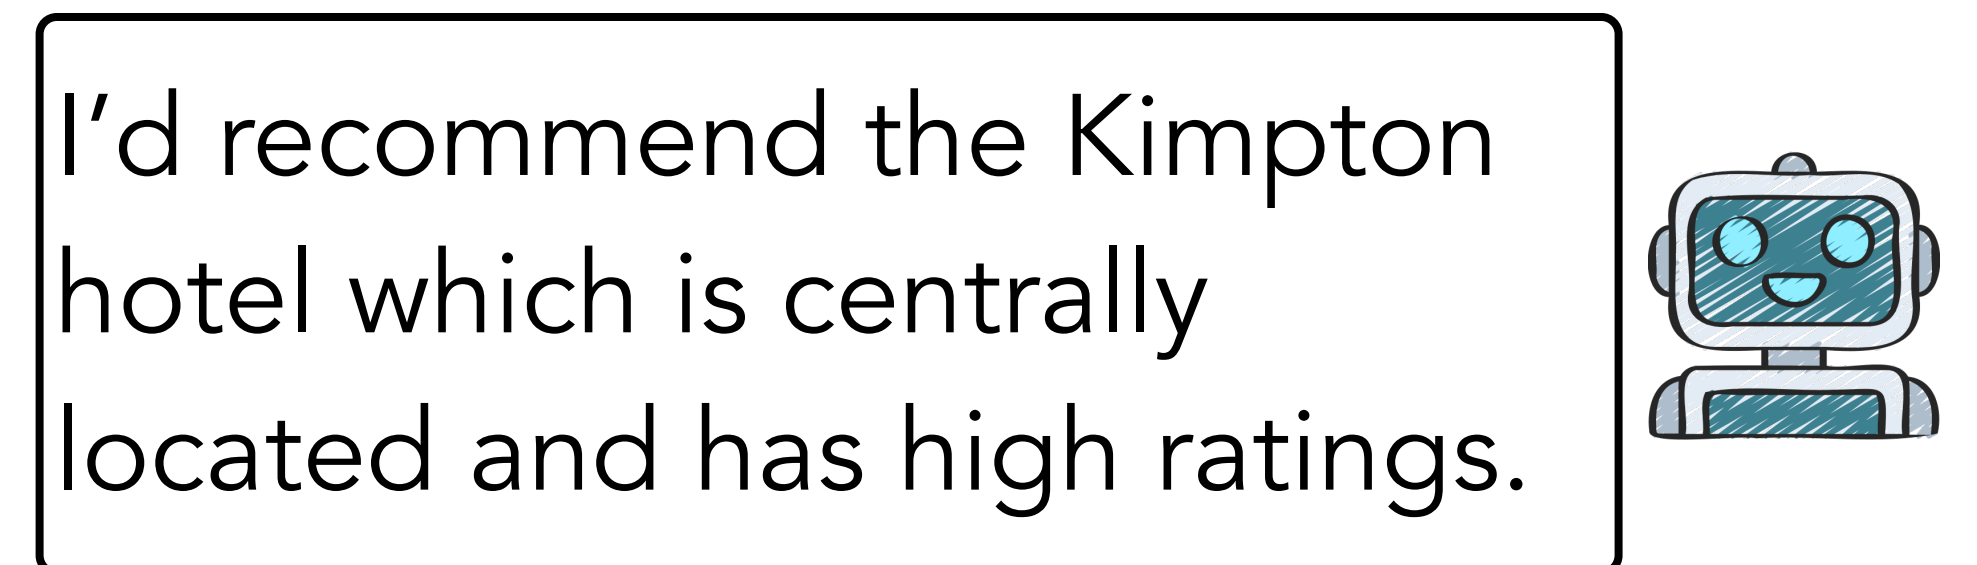 I’d recommend the Kimpton
hotel which is centrally
located and has high ratings.